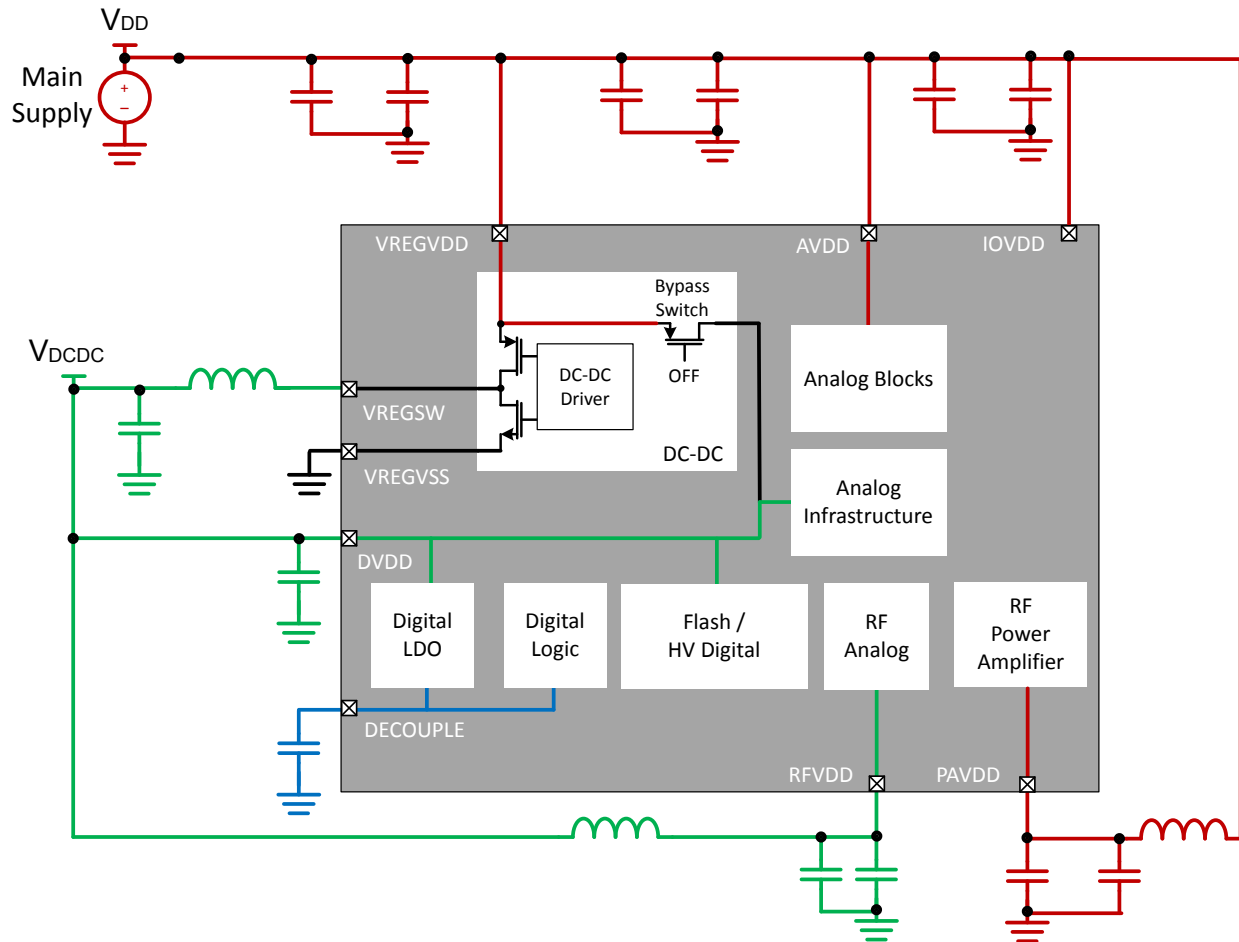 VDD
Main
Supply
+
–
VREGVDD
AVDD
IOVDD
Bypass
Switch
OFF
DC-DC
Driver
DC-DC
Analog Blocks
VDCDC
VREGSW
VREGVSS
Analog
Infrastructure
DVDD
Digital
LDO
Digital
Logic
Flash /
HV Digital
RF
Analog
RF
Power
Amplifier
DECOUPLE
RFVDD
PAVDD